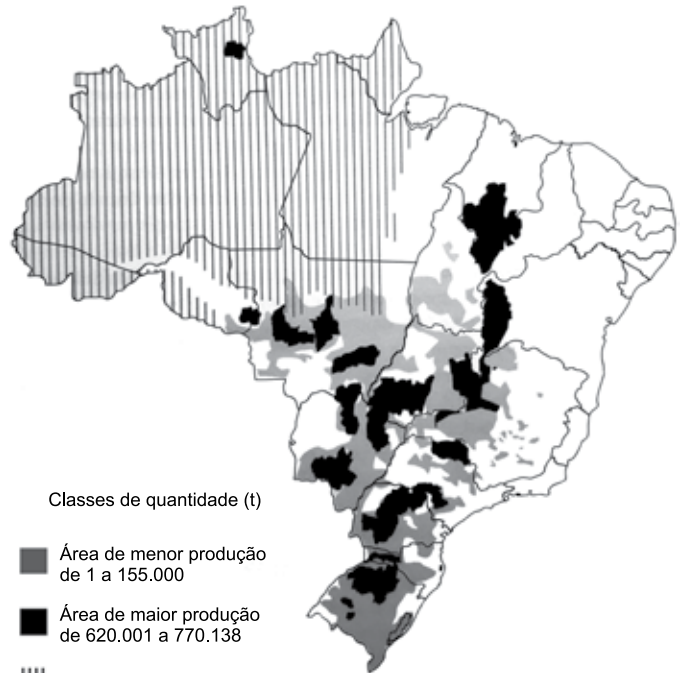 Classes de quantidade (t)
Área de menor produção
de 1 a 155.000
Área de maior produção
de 620.001 a 770.138